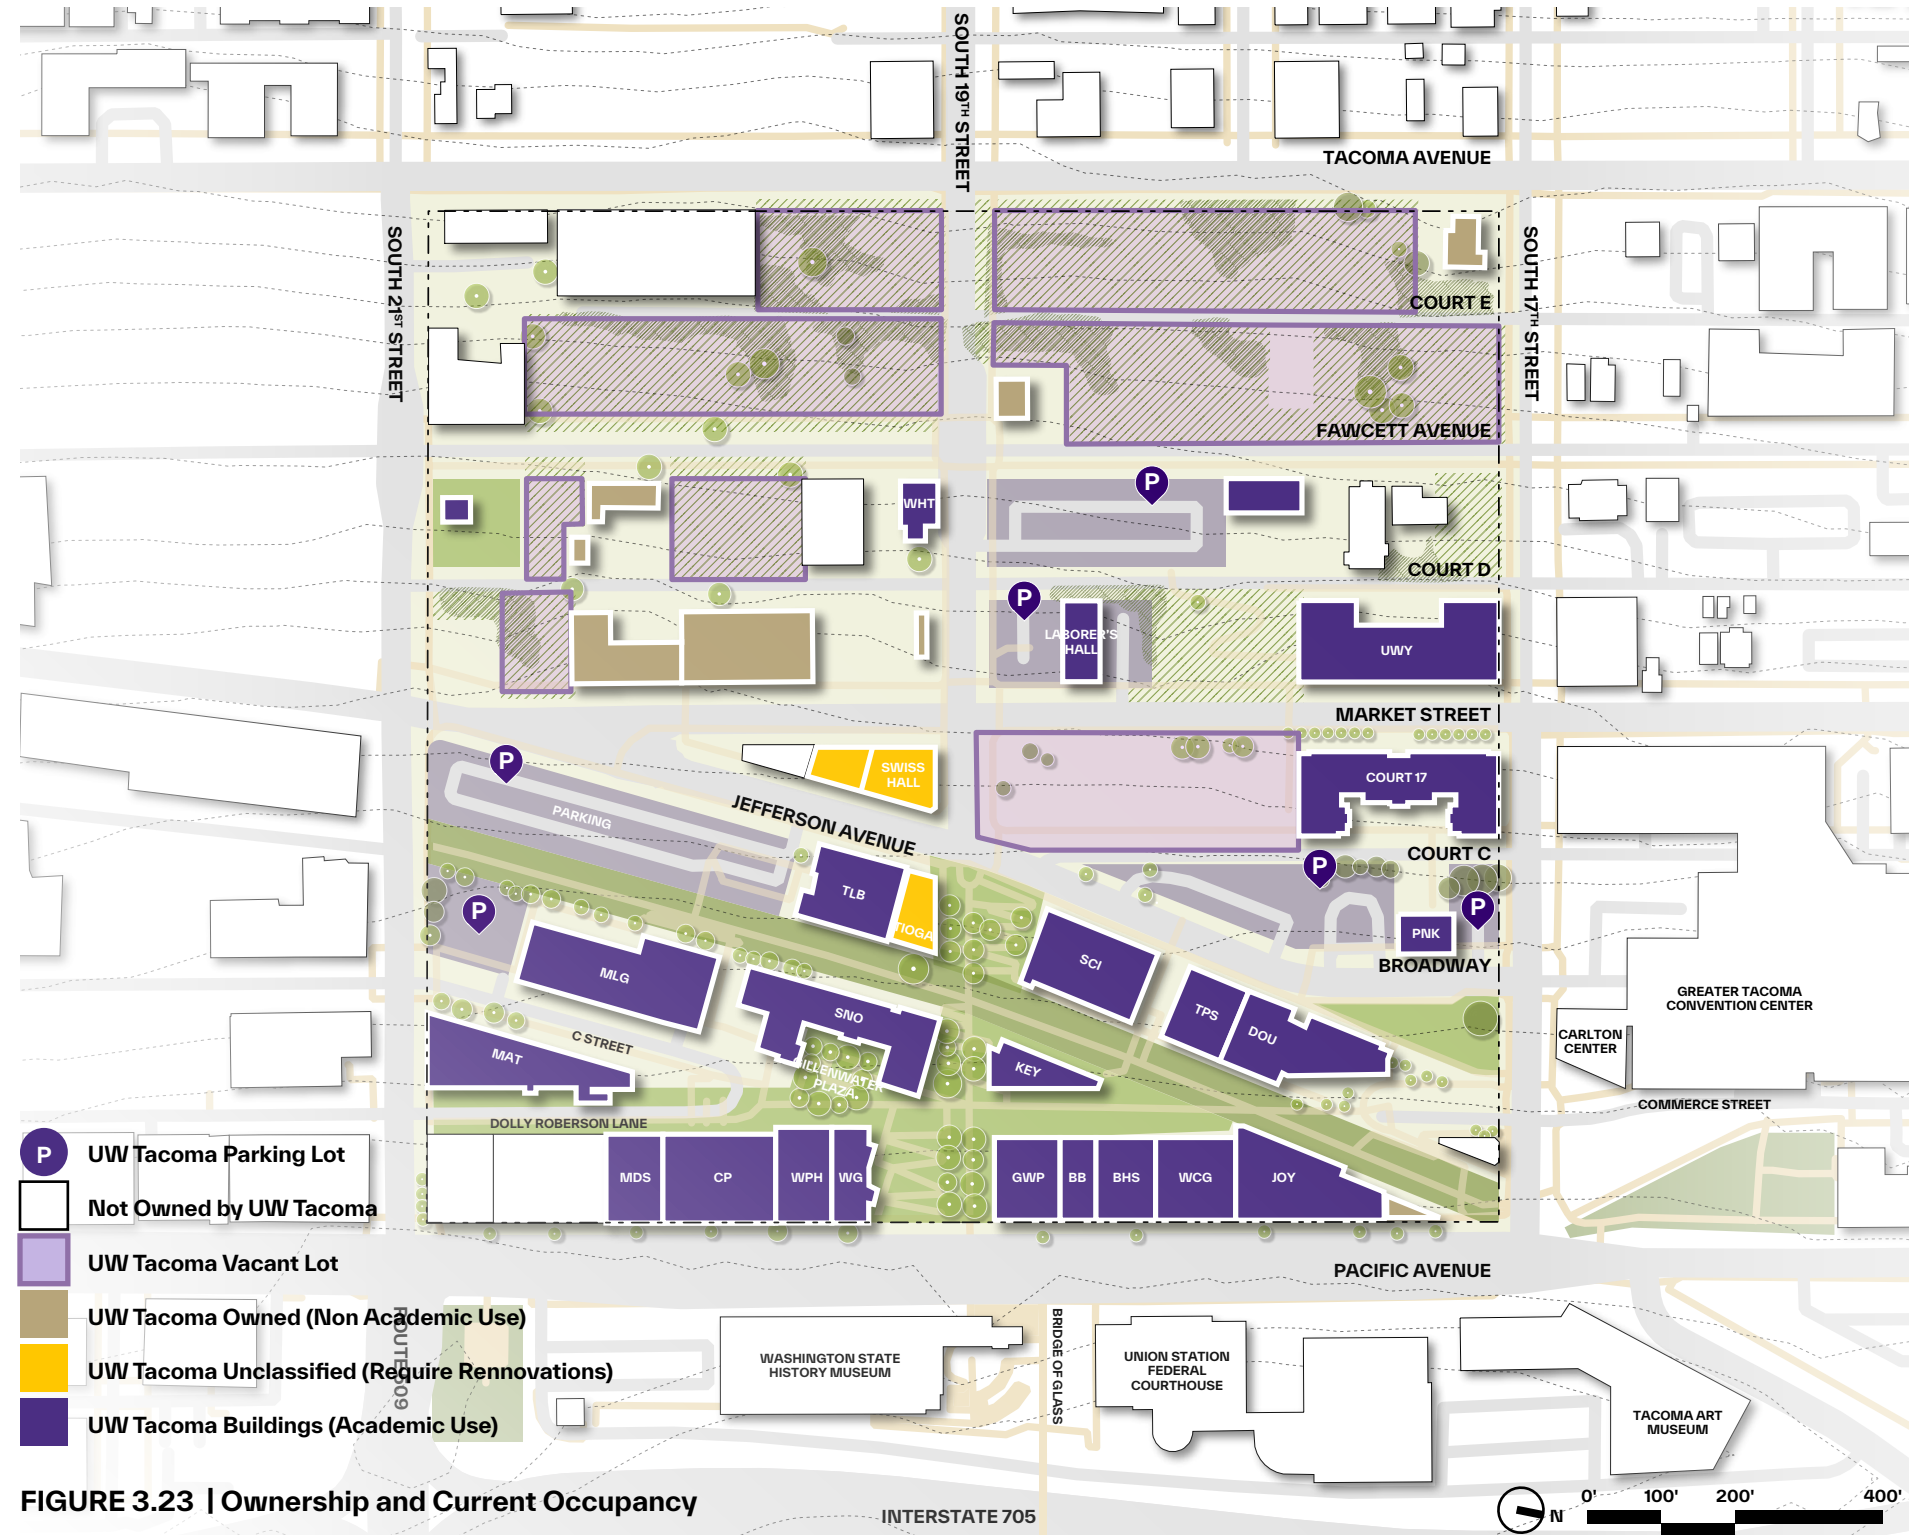 SOUTH 19TH STREET
TACOMA AVENUE
SOUTH 21ST STREET
SOUTH 17TH STREET
COURT E
FAWCETT AVENUE
P
WHT
COURT D
P
LABORER'S
HALL
UWY
MARKET STREET
P
SWISS
HALL
COURT 17
PARKING
JEFFERSON AVENUE
COURT C
P
TLB
TIOGA
P
P
PNK
SCI
BROADWAY
MLG
GREATER TACOMA
CONVENTION CENTER
SNO
TPS
DOU
CARLTON
CENTER
C STREET
MAT
KEY
GILLENWATER
PLAZA
COMMERCE STREET
DOLLY ROBERSON LANE
MDS
CP
WPH
WG
GWP
BB
BHS
WCG
JOY
P
UW Tacoma Parking Lot
Not Owned by UW Tacoma
UW Tacoma Vacant Lot
UW Tacoma Owned (Non Academic Use)
UW Tacoma Unclassified (Require Rennovations)
UW Tacoma Buildings (Academic Use)
PACIFIC AVENUE
ROUTE 509
WASHINGTON STATE
HISTORY MUSEUM
BRIDGE OF GLASS
UNION STATION
FEDERAL
COURTHOUSE
TACOMA ART
MUSEUM
FIGURE 3.23 | Ownership and Current Occupancy
INTERSTATE 705
N
0' 100' 200' 400'